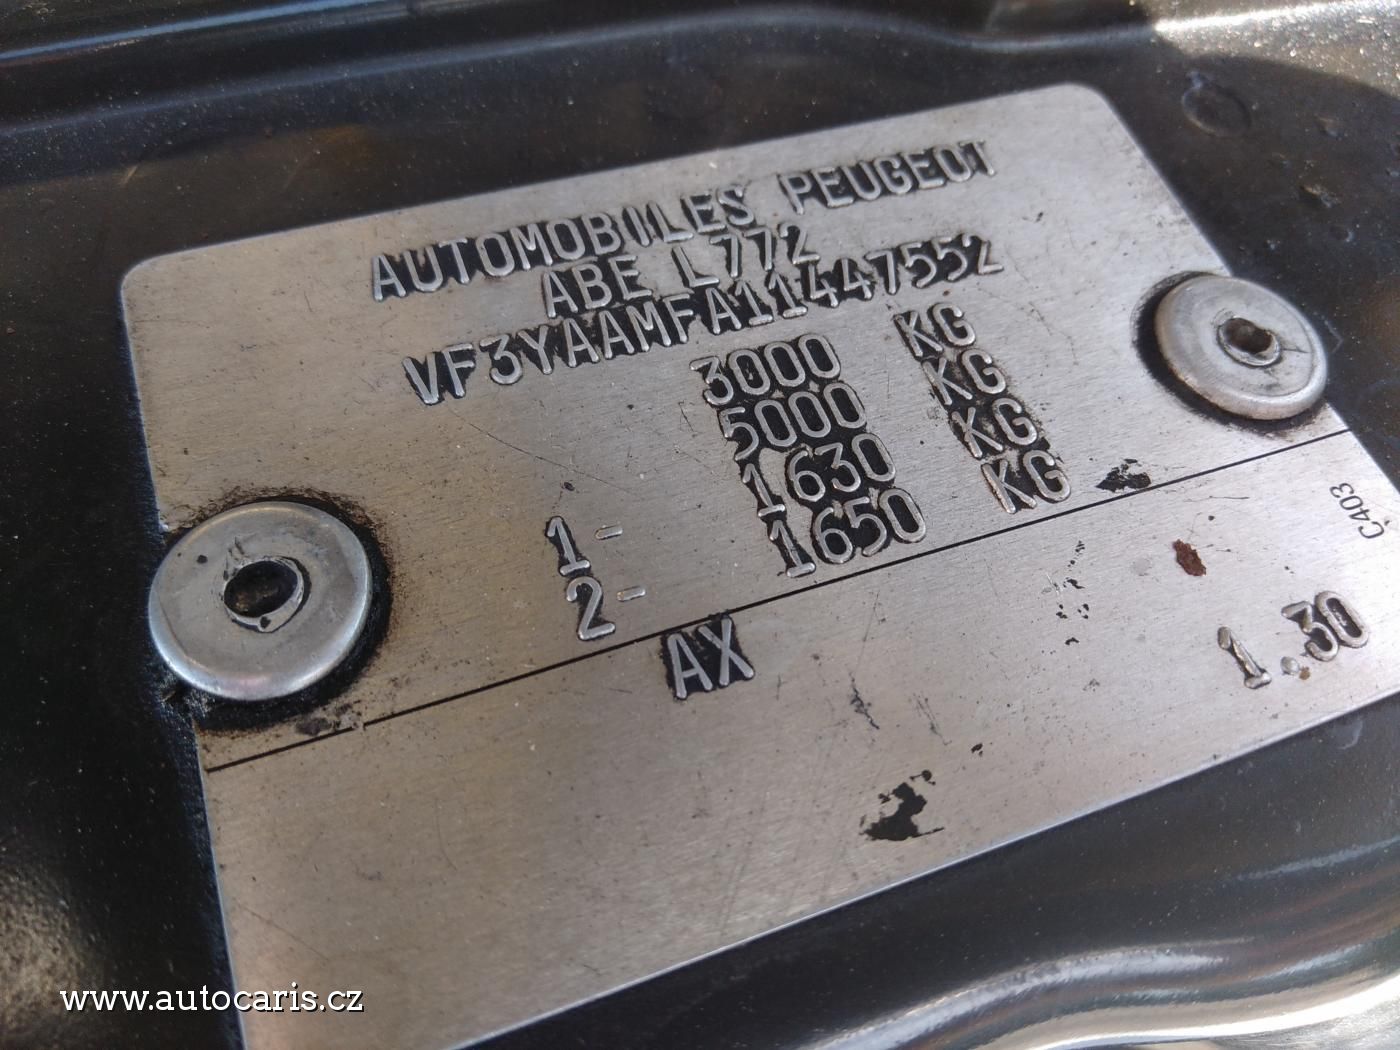 AUTOMOBILES PEUGEOT
ABE L772
VF3YAAMFA11447552
3000 KG
5000 KG
1- 1630 KG
2- 1650 KG
C403
AX 1.30
www.autocaris.cz